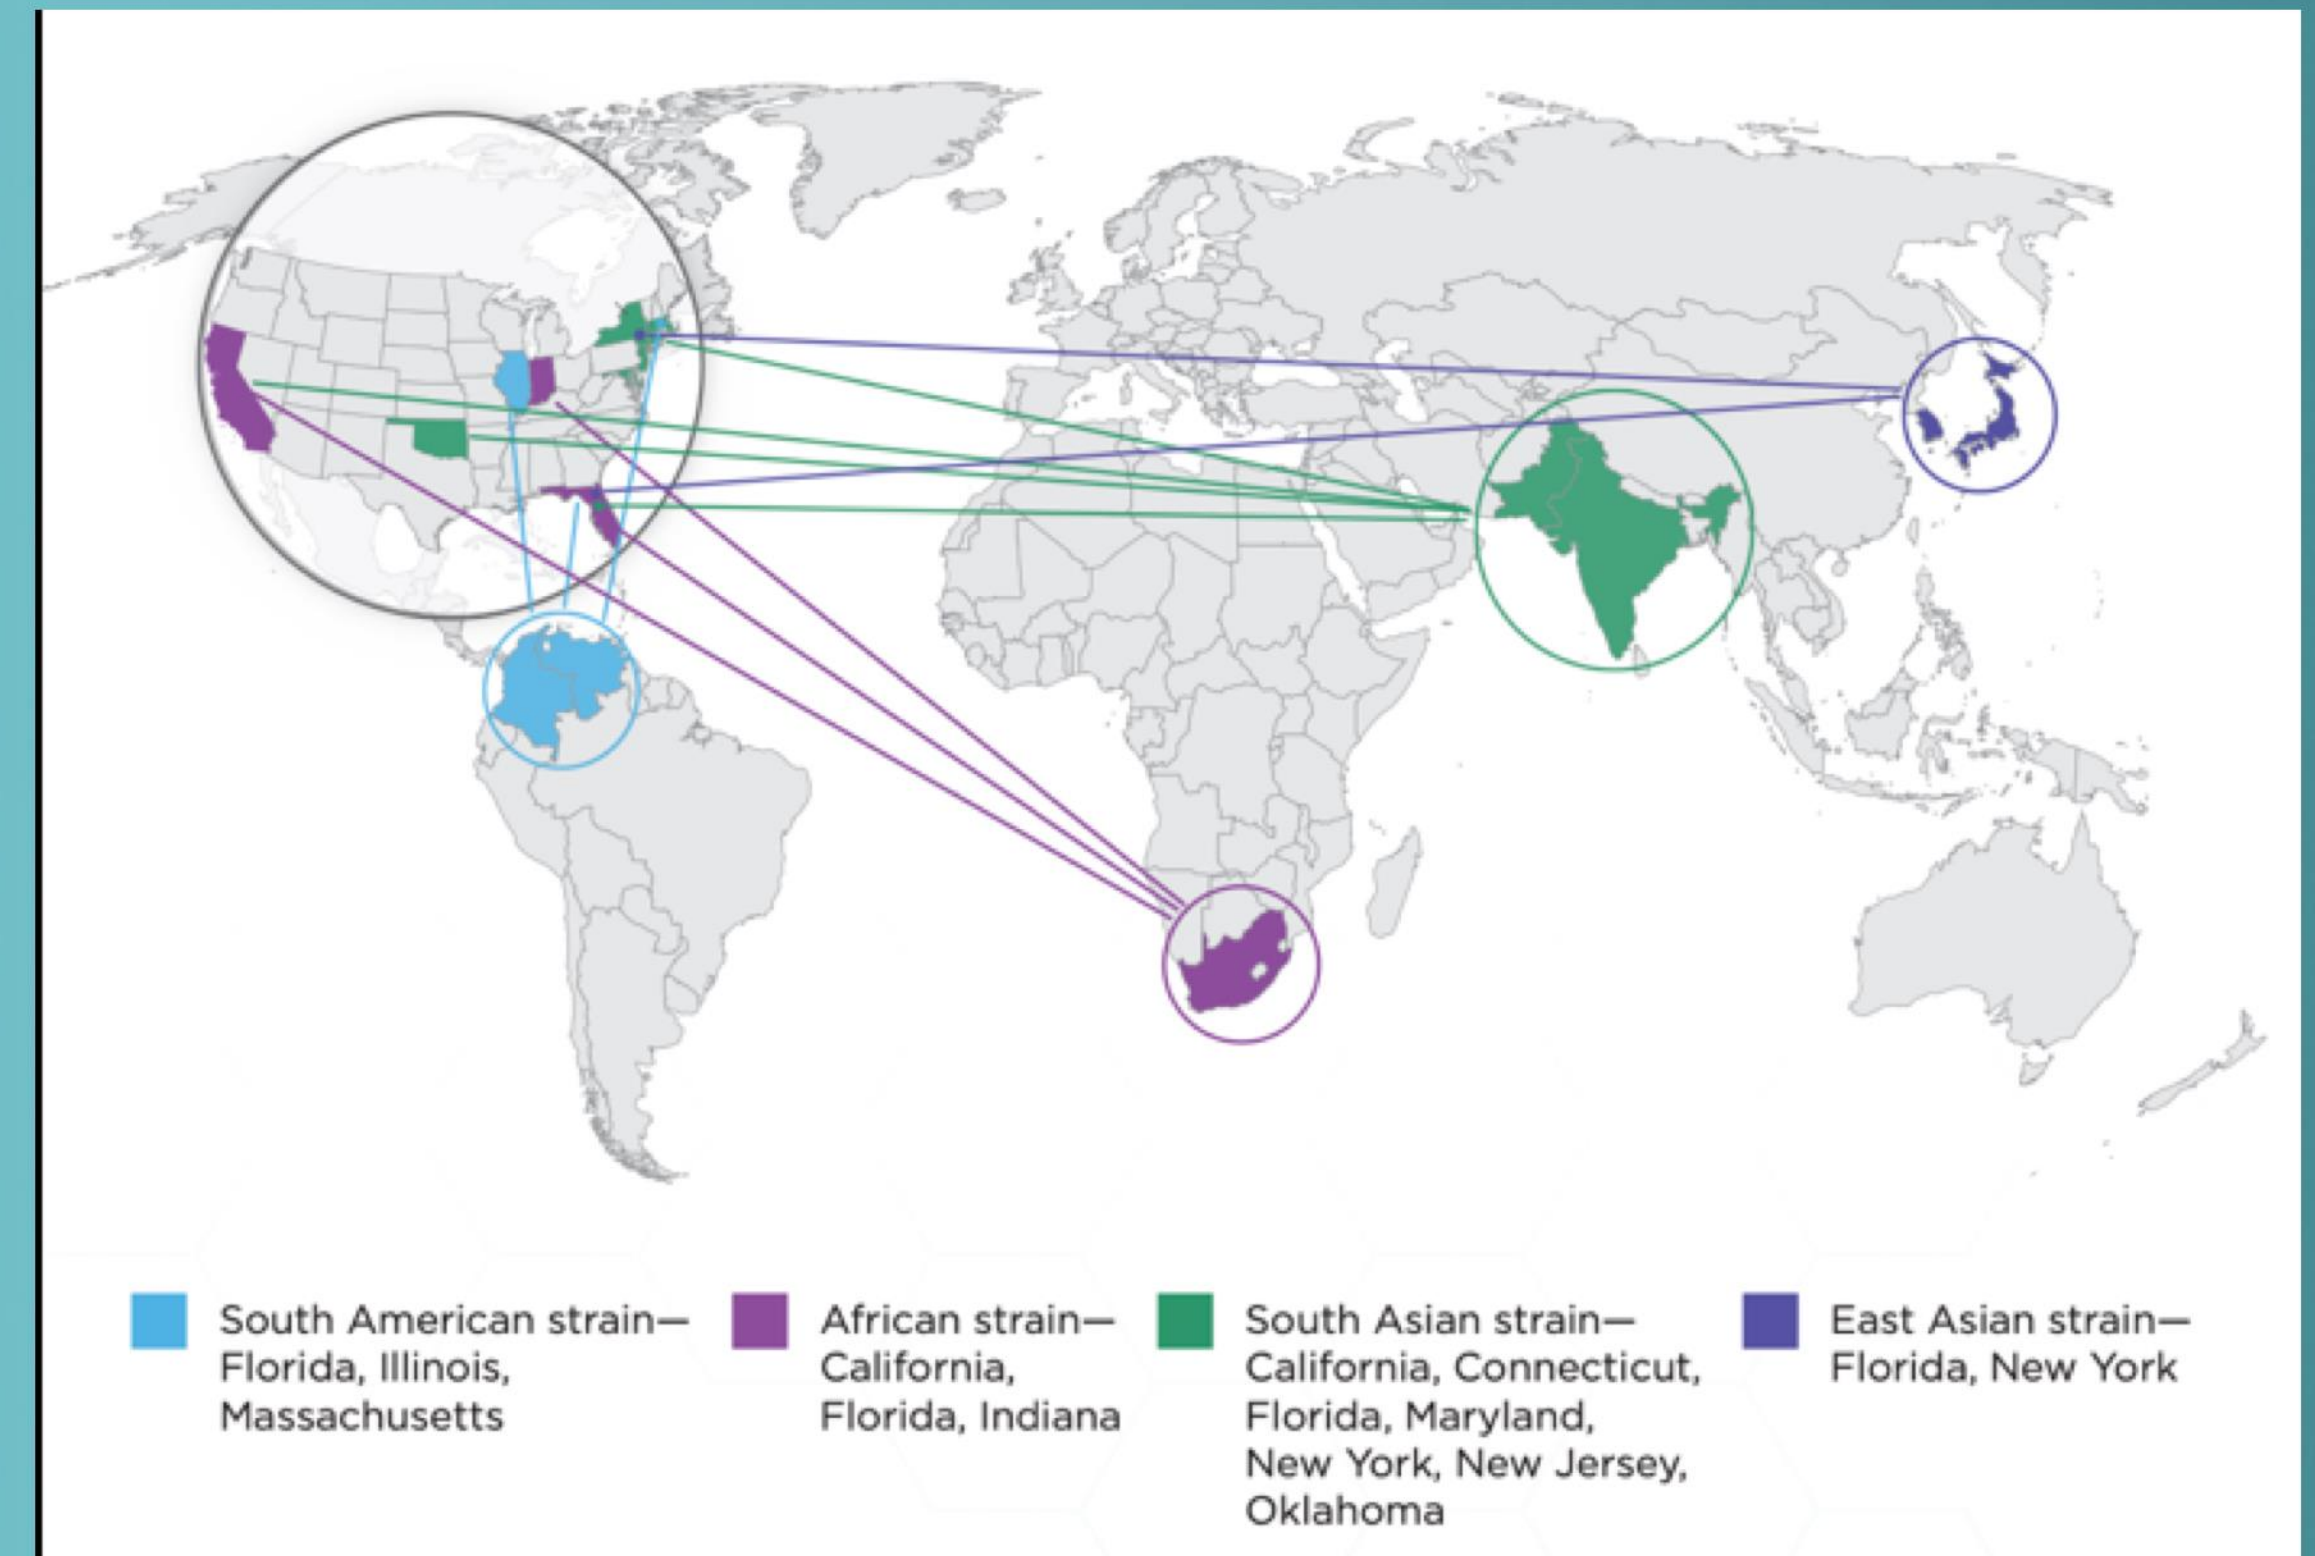 South American strain—
Florida, Illinois,
Massachusetts
African strain—
California,
Florida, Indiana
South Asian strain—
California, Connecticut,
Florida, Maryland,
New York, New Jersey,
Oklahoma
East Asian strain—
Florida, New York